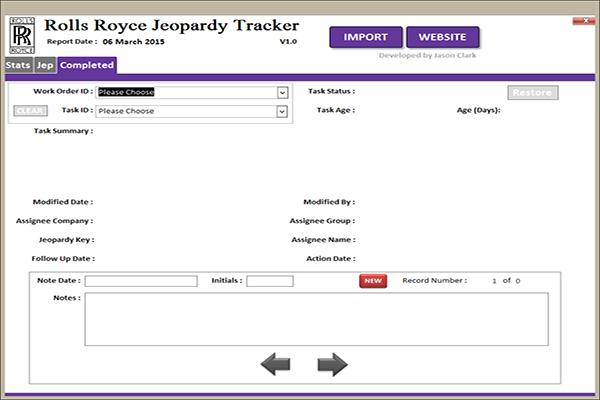 ROLLS
RR
ROYCE
Rolls Royce Jeopardy Tracker
Report Date : 06 March 2015
V1.0
IMPORT
WEBSITE
Developed by Jason Clark
Stats
Jep
Completed
Work Order ID :
Please Choose
Task Status :
Restore
CLEAR
Task ID :
Please Choose
Task Age :
Age (Days):
Task Summary :
Modified Date :
Modified By :
Assignee Company :
Assignee Group :
Jeopardy Key :
Assignee Name :
Follow Up Date :
Action Date :
Note Date :
Initials :
NEW
Record Number :
1 of 0
Notes :